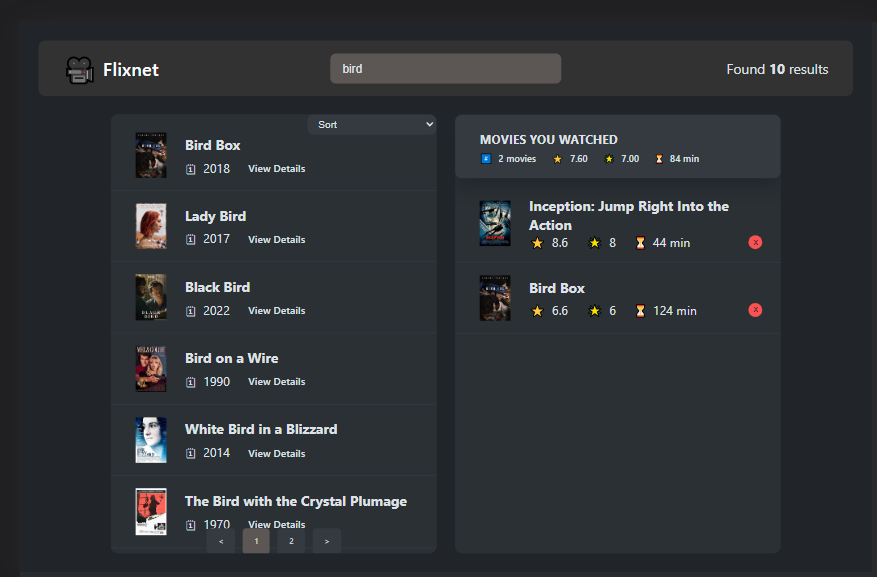 Flixnet
bird
Found 10 results
Sort
Bird Box
2018 View Details
Lady Bird
2017 View Details
Black Bird
2022 View Details
Bird on a Wire
1990 View Details
White Bird in a Blizzard
2014 View Details
The Bird with the Crystal Plumage
1970 View Details
< 1 2 >
MOVIES YOU WATCHED
# 2 movies 7.60 7.00 84 min
Inception: Jump Right Into the
Action
8.6 8 44 min X
Bird Box
6.6 6 124 min X
BLACK
BIRD